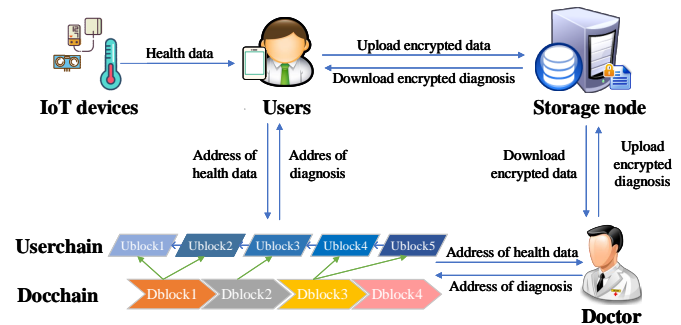 Health data
Upload encrypted data
Download encrypted diagnosis
IoT devices
Users
Storage node
Address of
health data
Addres of
diagnosis
Download
encrypted data
Upload
encrypted
diagnosis
Userchain
Ublock1
Ublock2
Ublock3
Ublock4
Ublock5
Address of health data
Address of diagnosis
Docchain
Dblock1
Dblock2
Dblock3
Dblock4
Doctor